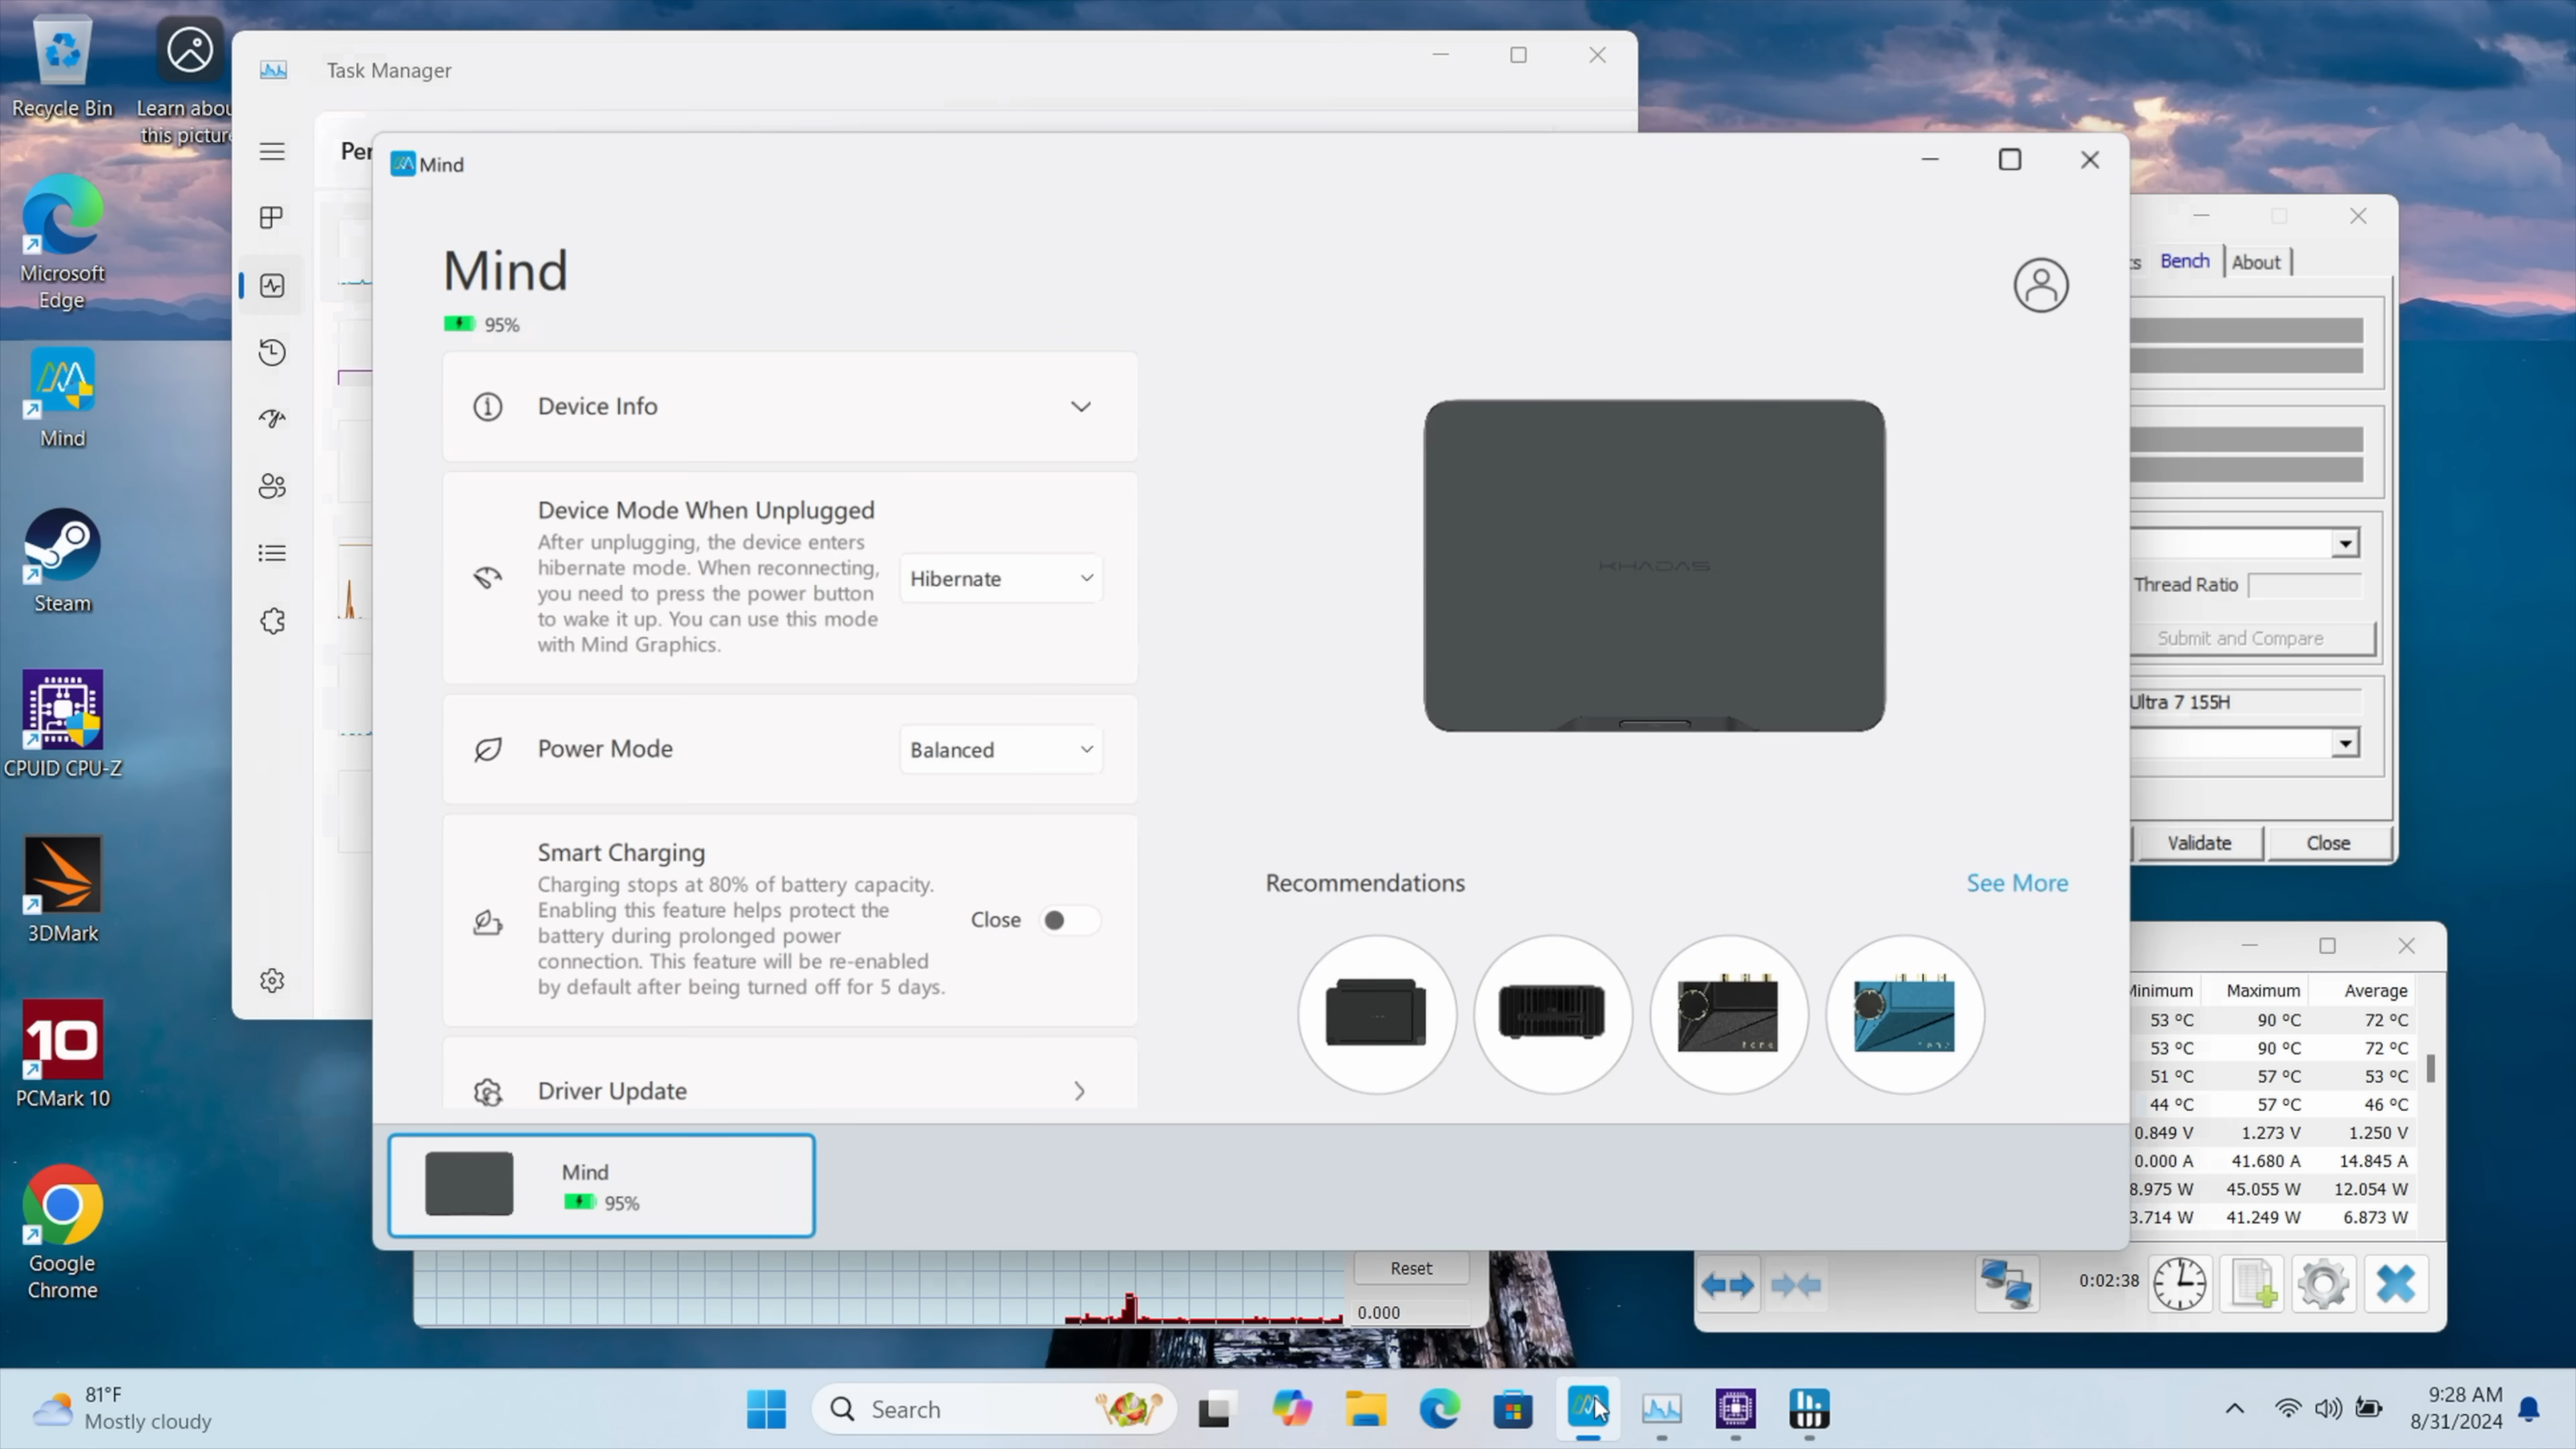 Recycle Bin
Learn abou
this pictur
Microsoft
Edge
Mind
Steam
CPUID CPU-Z
3DMark
PCMark 10
10
Google
Chrome
Task Manager
Per
Mind
Mind
95%
Device Info
Device Mode When Unplugged
After unplugging, the device enters
hibernate mode. When reconnecting,
you need to press the power button
to wake it up. You can use this mode
with Mind Graphics.
Hibernate
Power Mode
Balanced
Smart Charging
Charging stops at 80% of battery capacity.
Enabling this feature helps protect the
battery during prolonged power
connection. This feature will be re-enabled
by default after being turned off for 5 days.
Close
Driver Update
KHADAS
Recommendations
See More
Mind
95%
cs
Bench
About
Thread Ratio
Submit and Compare
Ultra 7 155H
Validate
Close
Minimum Maximum Average
53 °C 90 °C 72 °C
53 °C 90 °C 72 °C
51 °C 57 °C 53 °C
44 °C 57 °C 46 °C
0.849 V 1.273 V 1.250 V
0.000 A 41.680 A 14.845 A
8.975 W 45.055 W 12.054 W
3.714 W 41.249 W 6.873 W
Reset
0.000
0:02:38
81°F
Mostly cloudy
Search
9:28 AM
8/31/2024